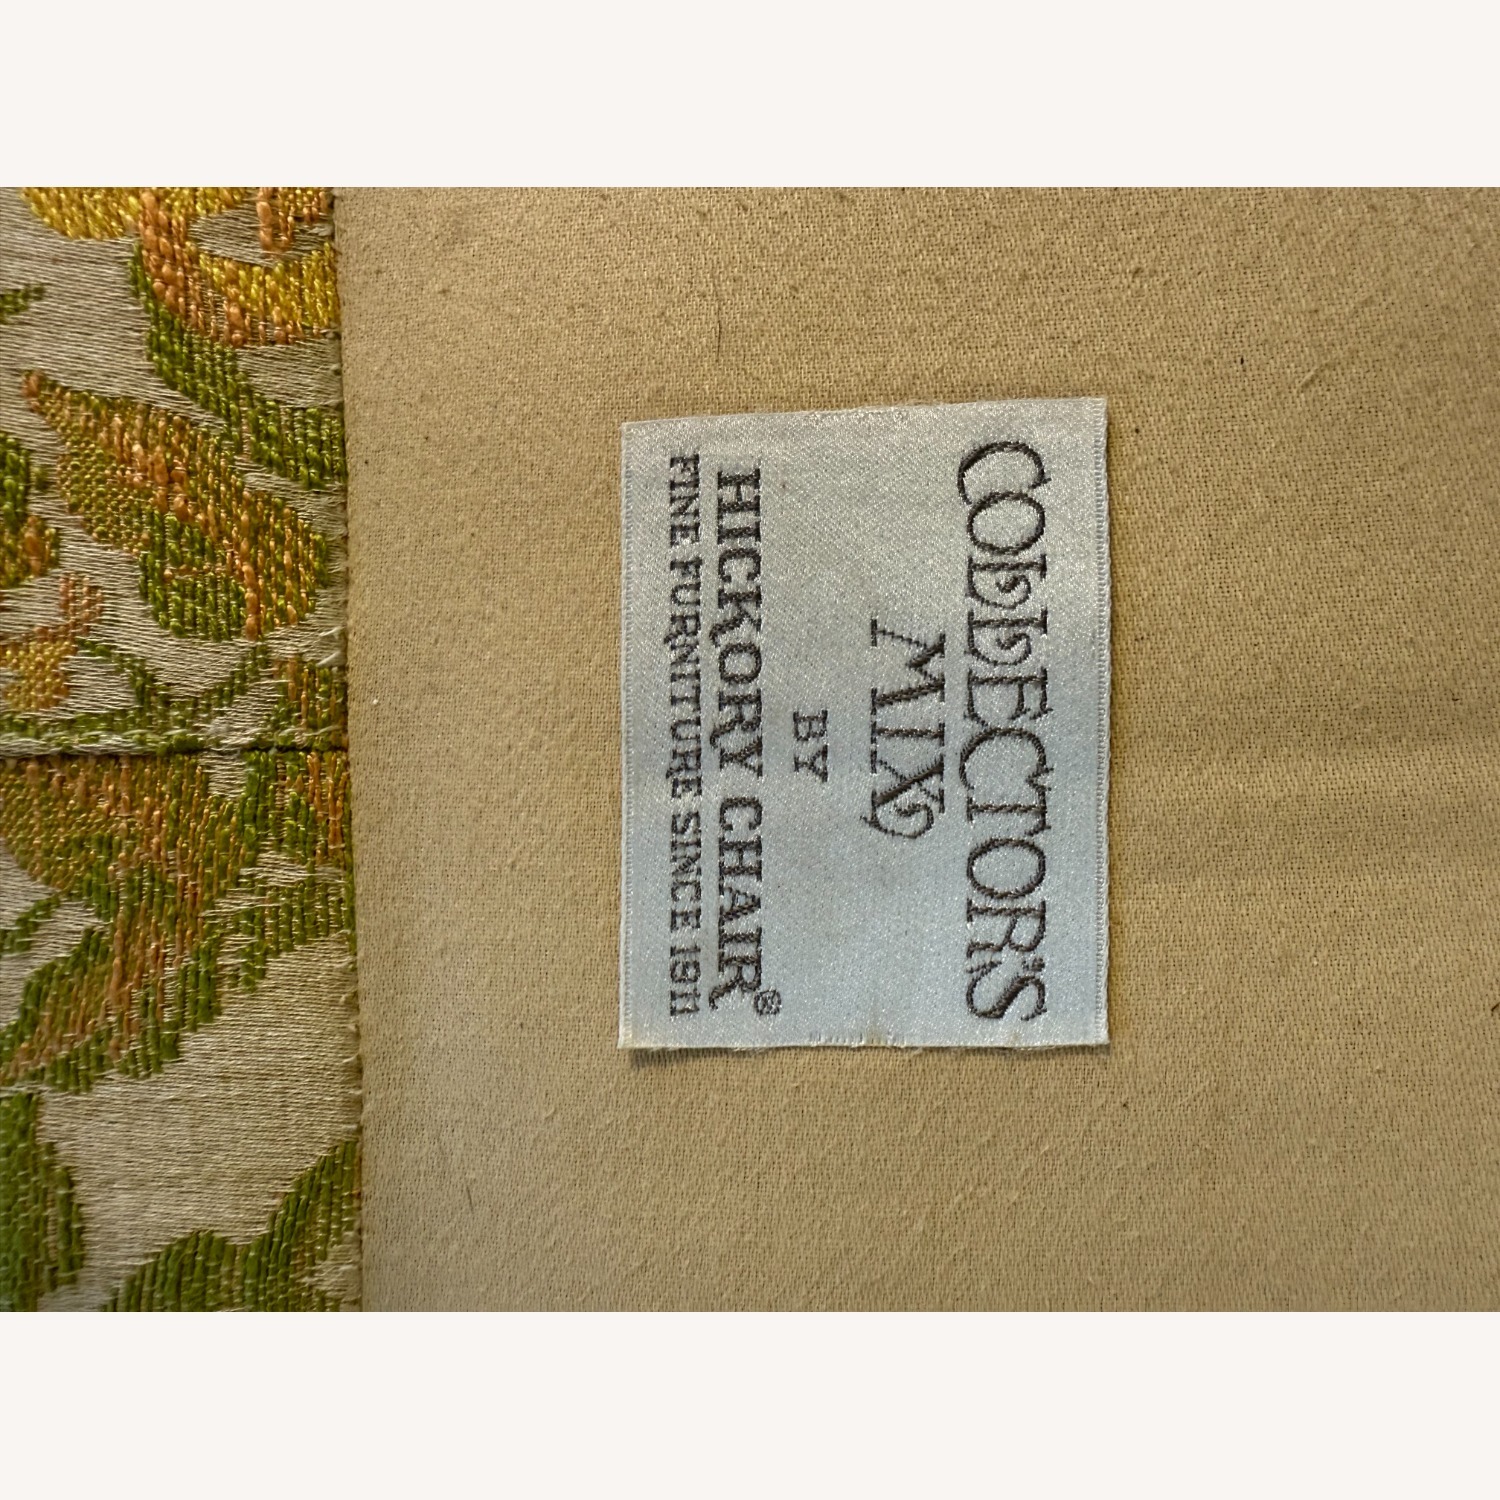 COLLECTOR'S
MIX
BY
HICKORY CHAIR®
FINE FURNITURE SINCE 1911